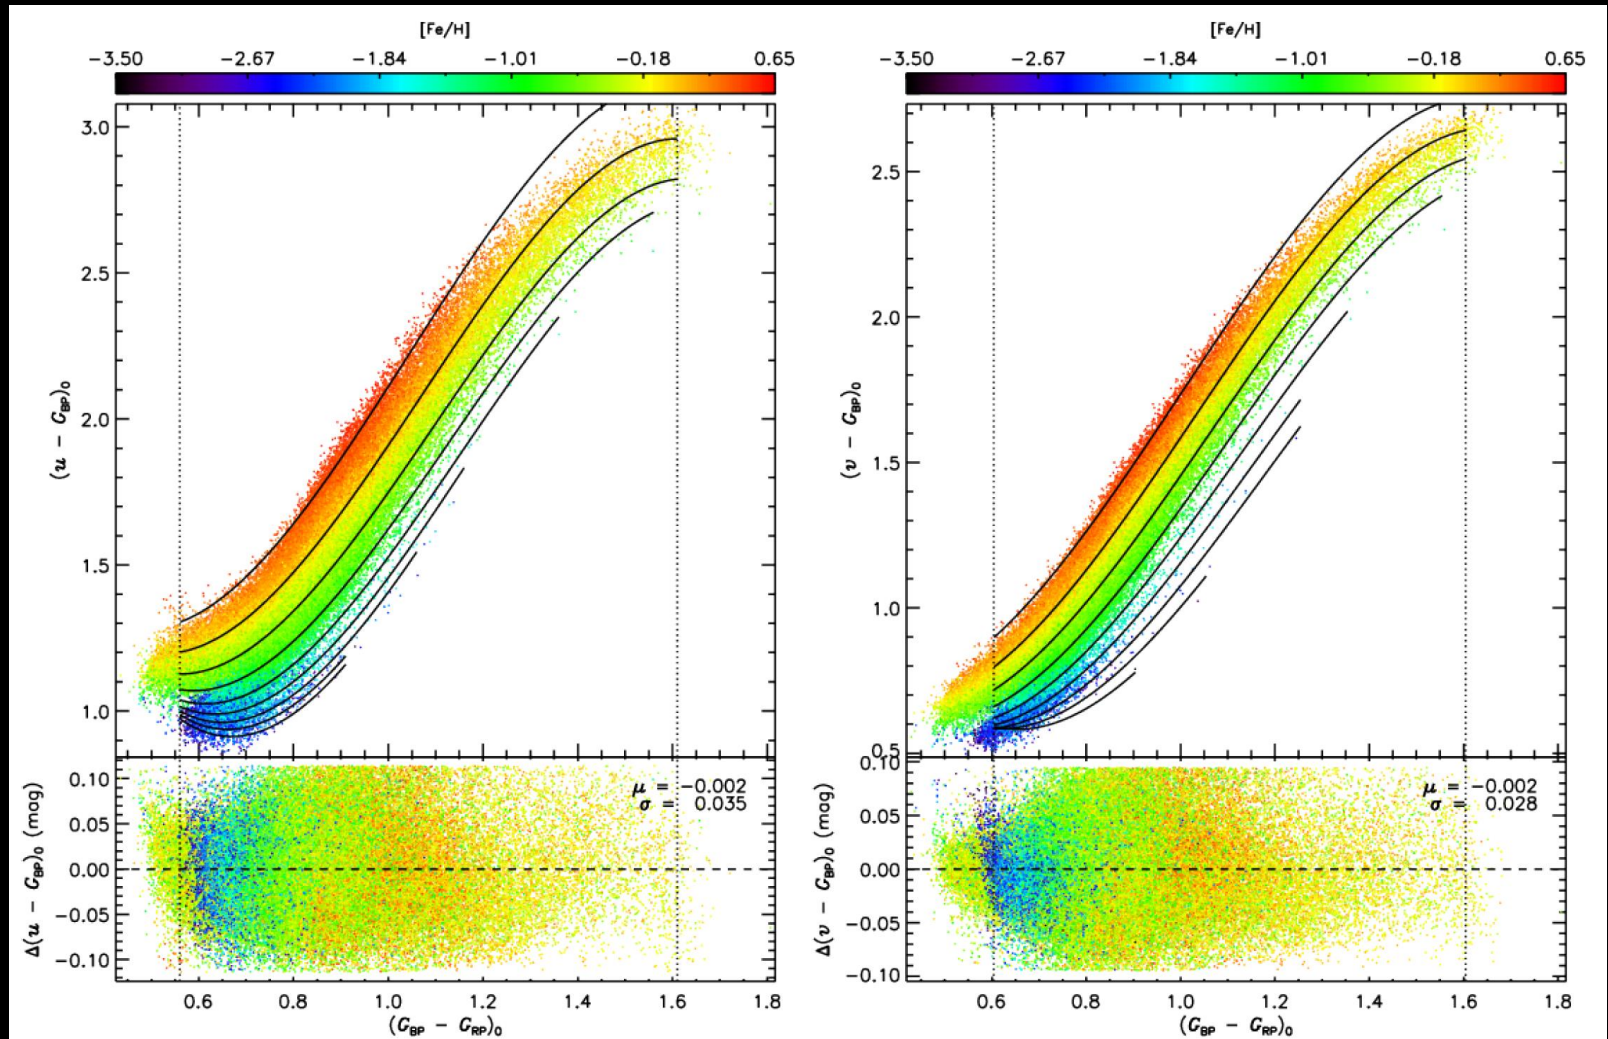 [Fe/H]
−3.50 −2.67 −1.84 −1.01 −0.18 0.65
3.0
2.5
2.0
1.5
1.0
(u − G_BP)_0
μ = −0.002
σ = 0.035
0.10
0.05
0.00
−0.05
−0.10
Δ(u − G_BP)_0 (mag)
0.6 0.8 1.0 1.2 1.4 1.6 1.8
(G_BP − G_RP)_0
[Fe/H]
−3.50 −2.67 −1.84 −1.01 −0.18 0.65
2.5
2.0
1.5
1.0
0.5
(v − G_BP)_0
μ = −0.002
σ = 0.028
0.10
0.05
0.00
−0.05
−0.10
Δ(v − G_BP)_0 (mag)
0.6 0.8 1.0 1.2 1.4 1.6 1.8
(G_BP − G_RP)_0